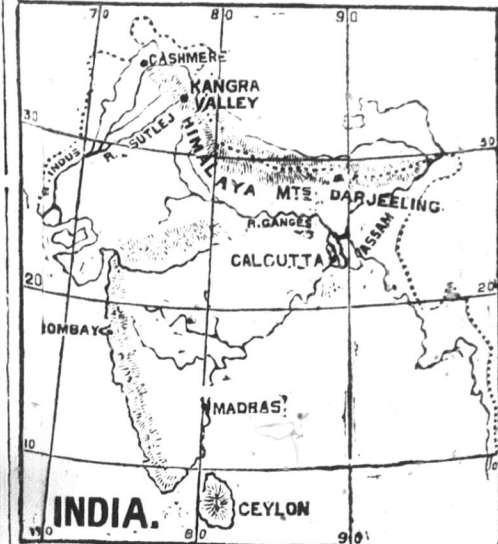 70 80 90
CASHMERE
KANGRA
VALLEY
30
R. INDUS
R. SUTLEJ
HIMALAYA MTS
30
DARJEELING
R. GANGES
ASSAM
CALCUTTA
20
20
BOMBAY
MADRAS
10
INDIA.
CEYLON
80
90